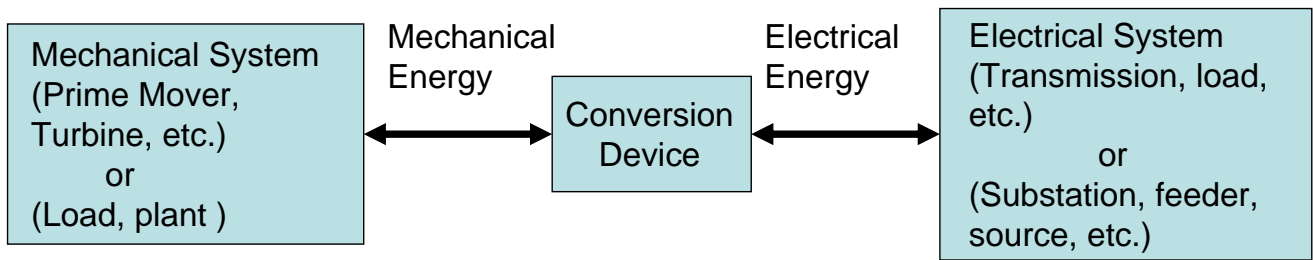 Mechanical System
(Prime Mover,
Turbine, etc.)
or
(Load, plant )
Mechanical
Energy
Conversion
Device
Electrical
Energy
Electrical System
(Transmission, load,
etc.)
or
(Substation, feeder,
source, etc.)